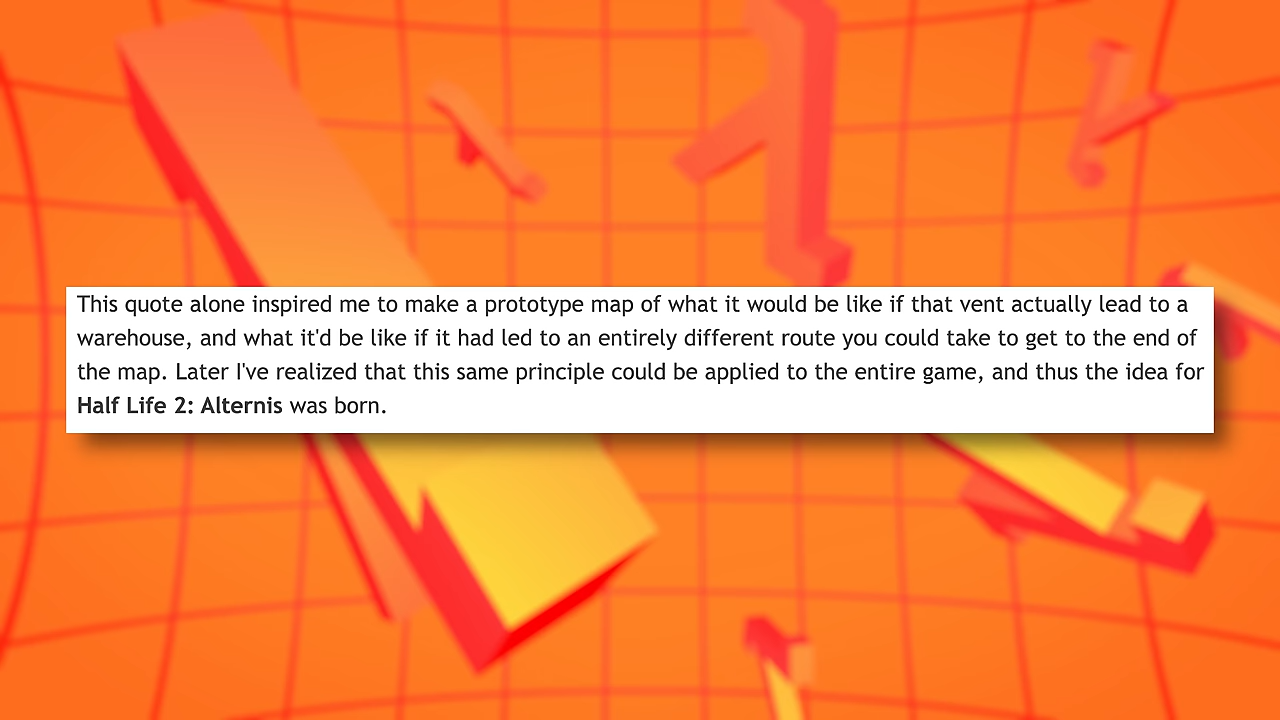 This quote alone inspired me to make a prototype map of what it would be like if that vent actually lead to a
warehouse, and what it'd be like if it had led to an entirely different route you could take to get to the end of
the map. Later I've realized that this same principle could be applied to the entire game, and thus the idea for
Half Life 2: Alternis was born.